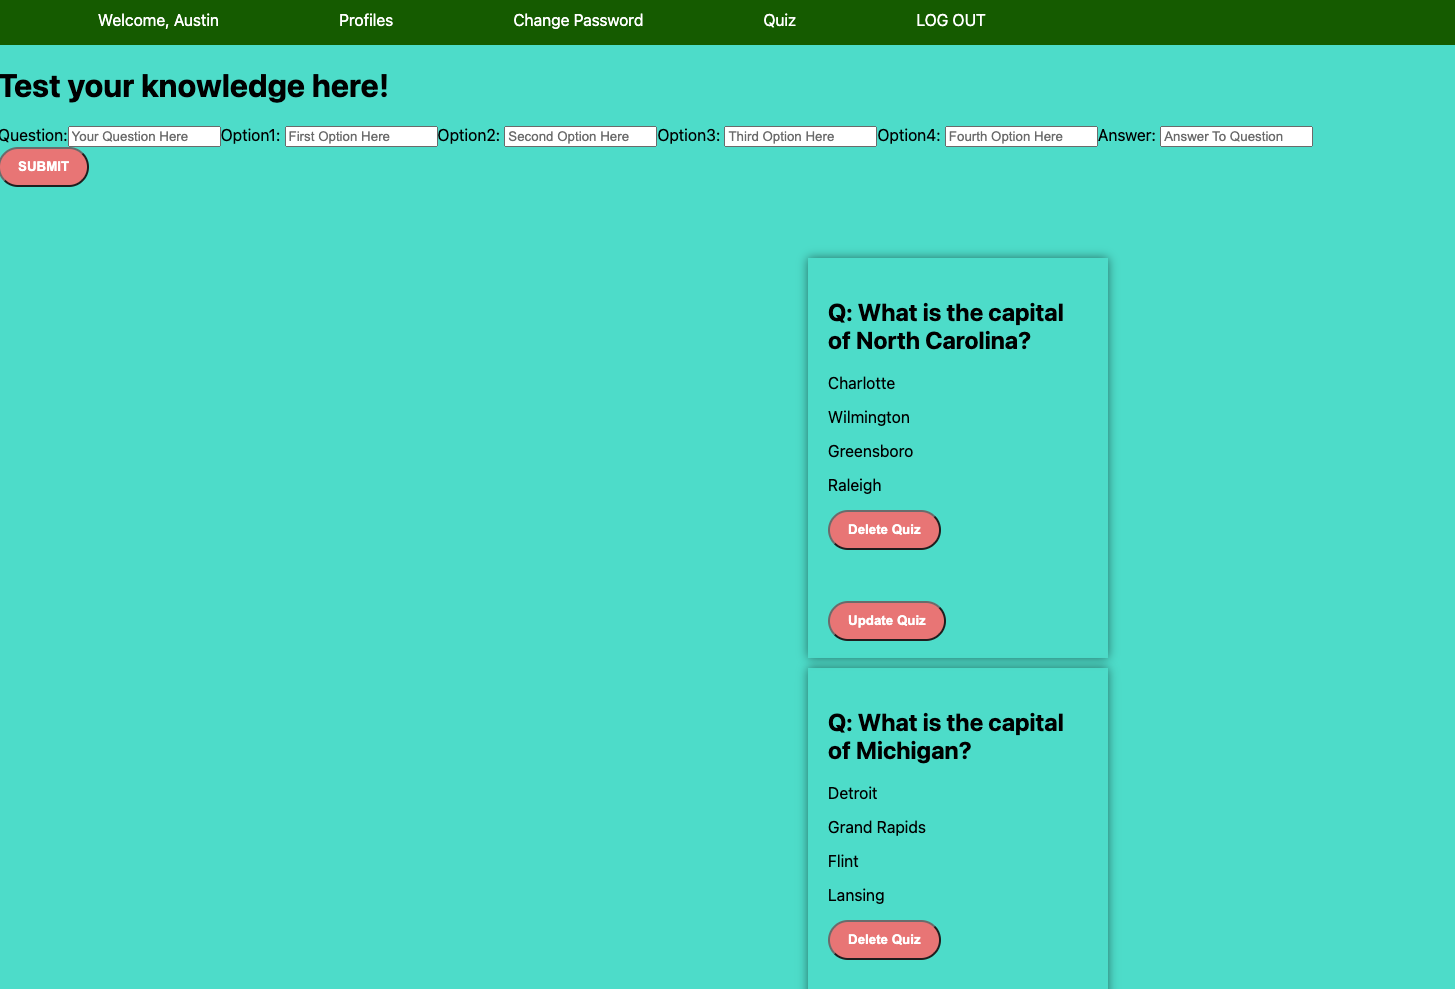 Welcome, Austin Profiles Change Password Quiz LOG OUT
Test your knowledge here!
Question: Your Question Here Option1: First Option Here Option2: Second Option Here Option3: Third Option Here Option4: Fourth Option Here Answer: Answer To Question
SUBMIT
Q: What is the capital
of North Carolina?
Charlotte
Wilmington
Greensboro
Raleigh
Delete Quiz
Update Quiz
Q: What is the capital
of Michigan?
Detroit
Grand Rapids
Flint
Lansing
Delete Quiz